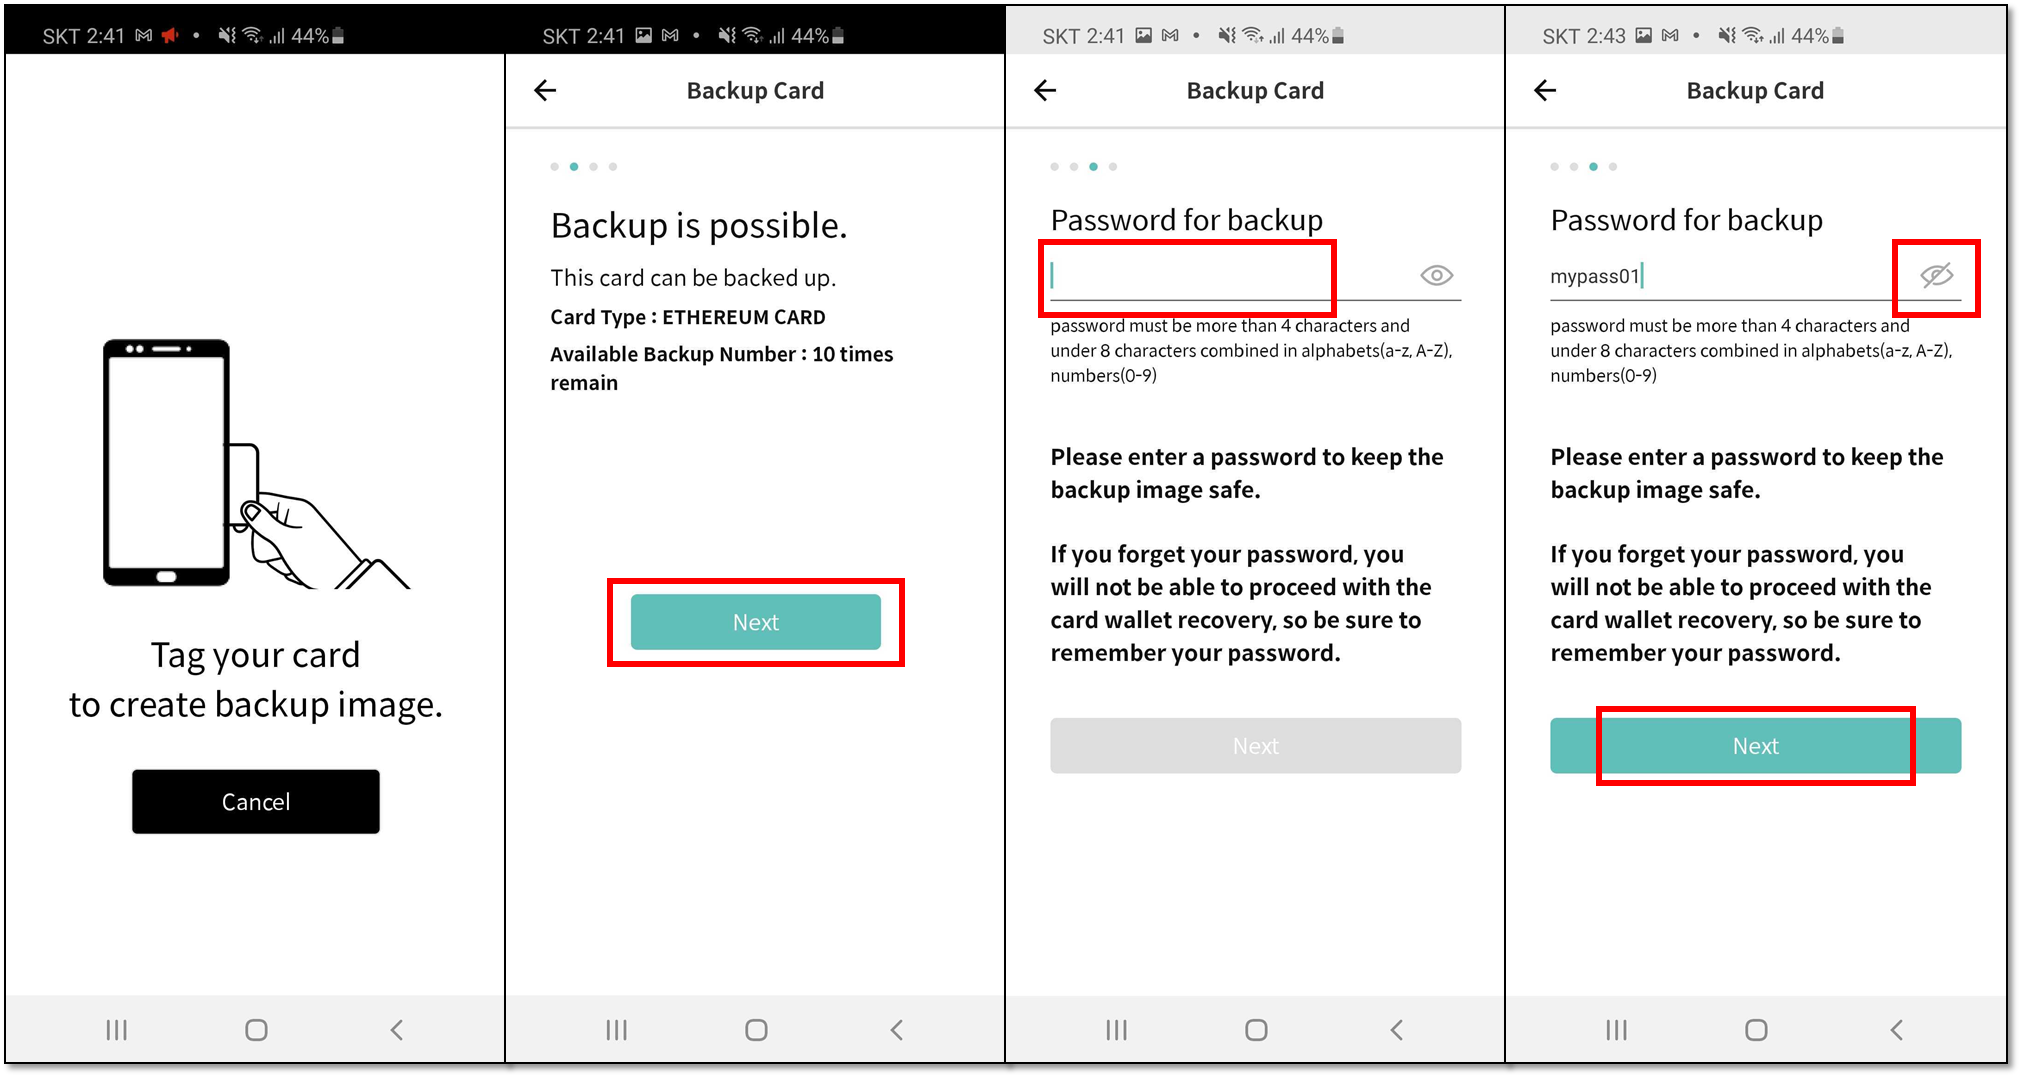 SKT 2:41 44%
Tag your card
to create backup image.
Cancel
SKT 2:41 44%
Backup Card
Backup is possible.
This card can be backed up.
Card Type : ETHEREUM CARD
Available Backup Number : 10 times
remain
Next
SKT 2:41 44%
Backup Card
Password for backup
password must be more than 4 characters and
under 8 characters combined in alphabets(a-z, A-Z),
numbers(0-9)
Please enter a password to keep the
backup image safe.
If you forget your password, you
will not be able to proceed with the
card wallet recovery, so be sure to
remember your password.
Next
SKT 2:43 44%
Backup Card
Password for backup
mypass01
password must be more than 4 characters and
under 8 characters combined in alphabets(a-z, A-Z),
numbers(0-9)
Please enter a password to keep the
backup image safe.
If you forget your password, you
will not be able to proceed with the
card wallet recovery, so be sure to
remember your password.
Next